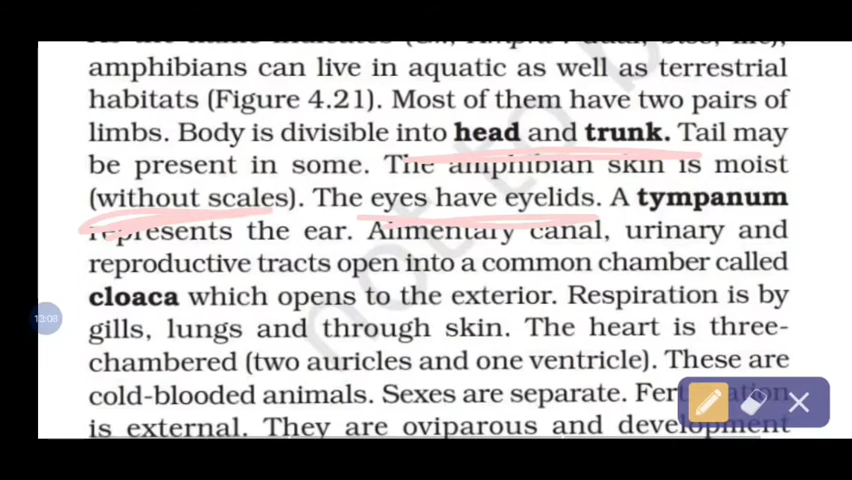 amphibians can live in aquatic as well as terrestrial
habitats (Figure 4.21). Most of them have two pairs of
limbs. Body is divisible into head and trunk. Tail may
be present in some. The amphibian skin is moist
(without scales). The eyes have eyelids. A tympanum
represents the ear. Alimentary canal, urinary and
reproductive tracts open into a common chamber called
cloaca which opens to the exterior. Respiration is by
gills, lungs and through skin. The heart is three-
chambered (two auricles and one ventricle). These are
cold-blooded animals. Sexes are separate. Fertilisation
is external. They are oviparous and development
13:08
not to b